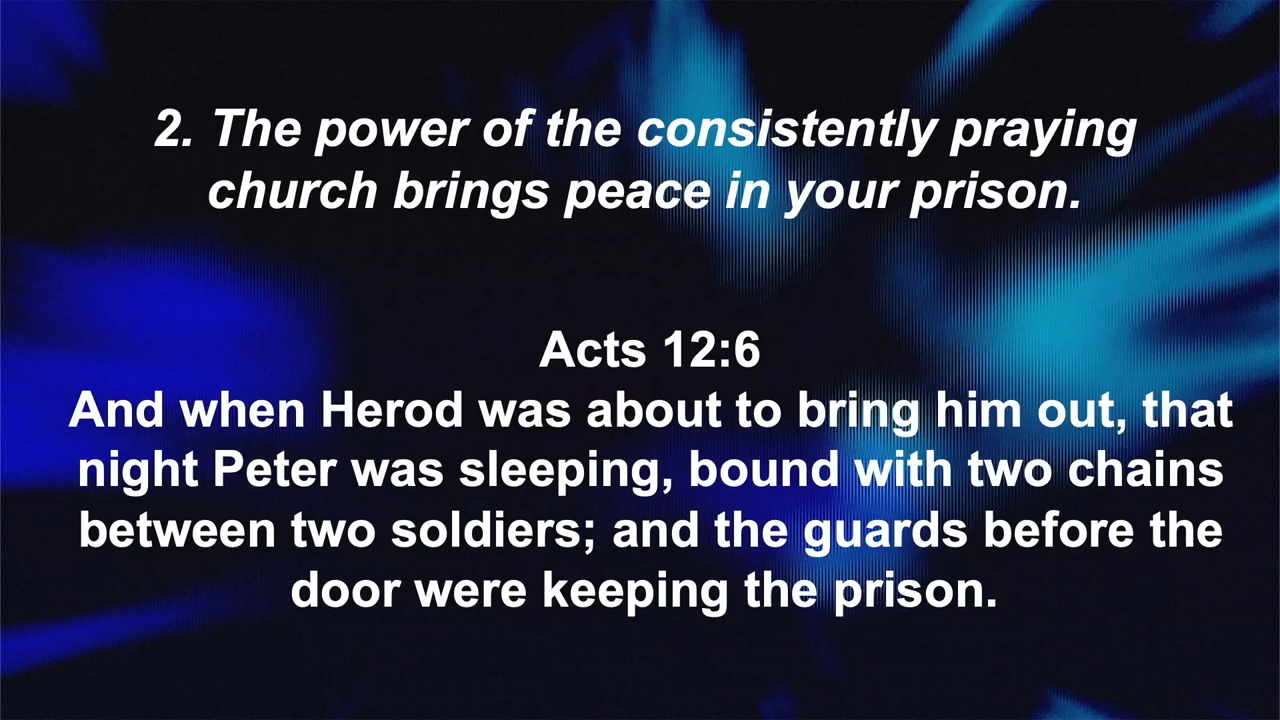 2. The power of the consistently praying
church brings peace in your prison.
Acts 12:6
And when Herod was about to bring him out, that
night Peter was sleeping, bound with two chains
between two soldiers; and the guards before the
door were keeping the prison.